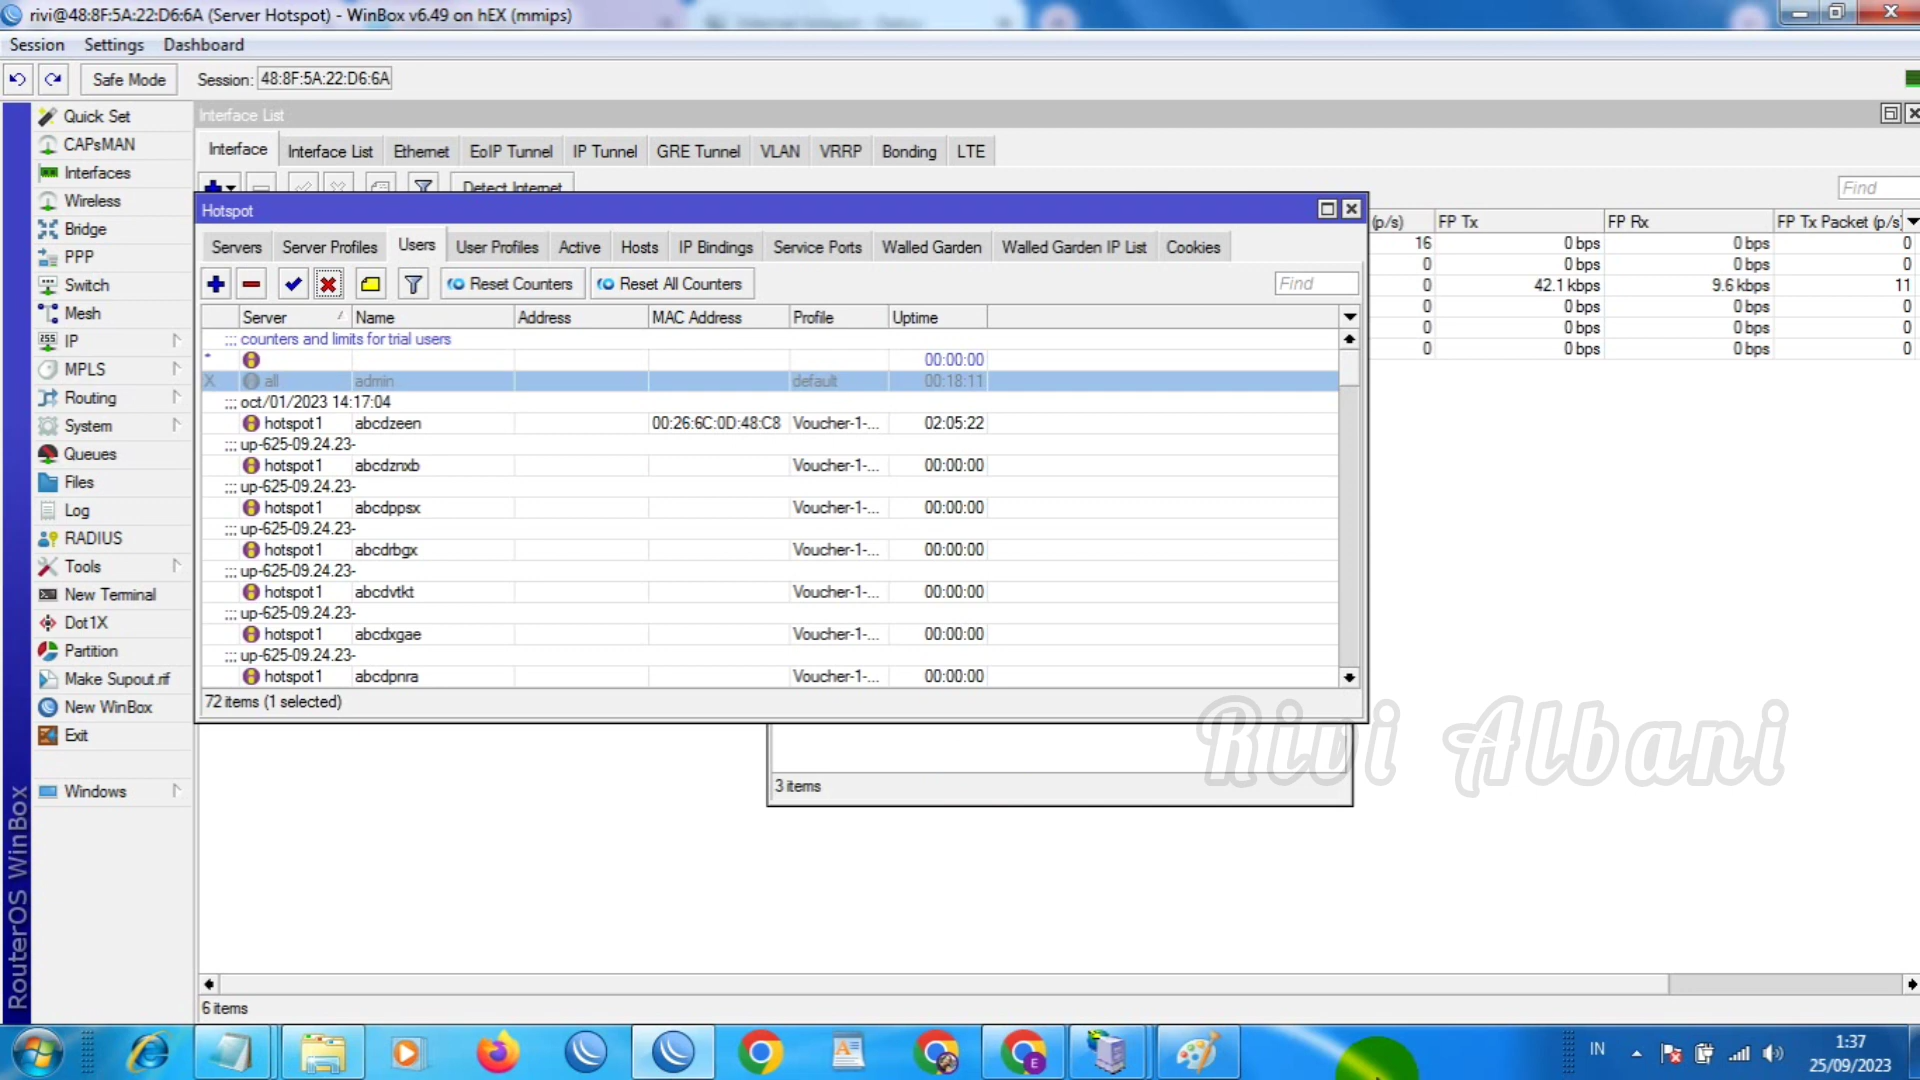 rivi@48:8F:5A:22:D6:6A (Server Hotspot) - WinBox v6.49 on hEX (mmips)
Session Settings Dashboard
Safe Mode Session: 48:8F:5A:22:D6:6A
Quick Set
CAPsMAN
Interfaces
Wireless
Bridge
PPP
Switch
Mesh
IP
MPLS
Routing
System
Queues
Files
Log
RADIUS
Tools
New Terminal
Dot1X
Partition
Make Supout.rif
New WinBox
Exit
Windows
RouterOS WinBox
Interface List
Interface Interface List Ethernet EoIP Tunnel IP Tunnel GRE Tunnel VLAN VRRP Bonding LTE
Detect Internet
Find
(p/s) FP Tx FP Rx FP Tx Packet (p/s)
16 0 bps 0 bps 0
0 0 bps 0 bps 0
0 42.1 kbps 9.6 kbps 11
0 0 bps 0 bps 0
0 0 bps 0 bps 0
0 0 bps 0 bps 0
Hotspot
Servers Server Profiles Users User Profiles Active Hosts IP Bindings Service Ports Walled Garden Walled Garden IP List Cookies
Reset Counters Reset All Counters Find
Server Name Address MAC Address Profile Uptime
::: counters and limits for trial users
* 00:00:00
X all admin default 00:18:11
::: oct/01/2023 14:17:04
hotspot1 abcdzeen 00:26:6C:0D:48:C8 Voucher-1-... 02:05:22
::: up-625-09.24.23-
hotspot1 abcdznxb Voucher-1-... 00:00:00
::: up-625-09.24.23-
hotspot1 abcdppsx Voucher-1-... 00:00:00
::: up-625-09.24.23-
hotspot1 abcdrbgx Voucher-1-... 00:00:00
::: up-625-09.24.23-
hotspot1 abcdvtkt Voucher-1-... 00:00:00
::: up-625-09.24.23-
hotspot1 abcdxgae Voucher-1-... 00:00:00
::: up-625-09.24.23-
hotspot1 abcdpnra Voucher-1-... 00:00:00
72 items (1 selected)
3 items
Rivi Albani
6 items
IN
1:37
25/09/2023